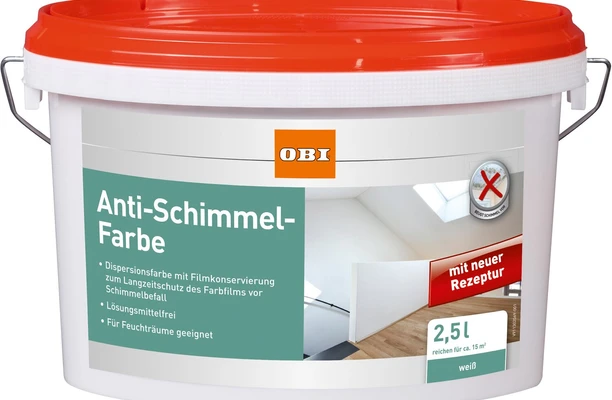 OBI
Anti-Schimmel-
Farbe
• Dispersionsfarbe mit Filmkonservierung
zum Langzeitschutz des Farbfilms vor
Schimmelbefall
• Lösungsmittelfrei
• Für Feuchträume geeignet
mit neuer
Rezeptur
2,5 l
reichen für ca. 15 m²
weiß